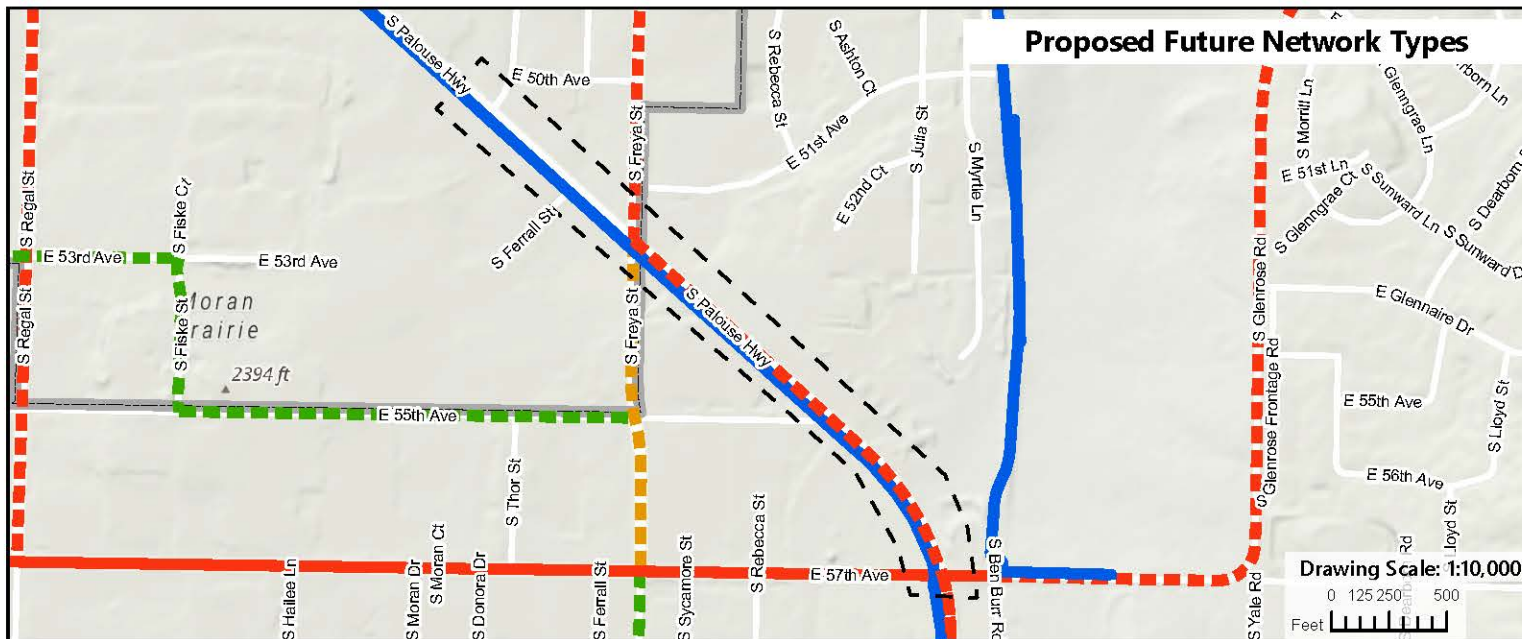 Proposed Future Network Types
S Palouse Hwy
E 50th Ave
S Freya St
S Rebecca St
S Ashton Ct
E 51st Ave
S Julia St
E 52nd Ct
S Myrtle Ln
S Morrill Ln
S Glenngrae Ln
E 51st Ln
S Glenngrae Ct
S Sunward Ln
S Sunward D
S Dearborn
S Regal St
S Fiske Ct
E 53rd Ave
E 53rd Ave
S Ferrall St
S Palouse Hwy
S Glenrose Rd
E Glennaire Dr
S Regal St
S Fiske St
Moran
rairie
2394 ft
S Freya St
S Glenrose Frontage Rd
E 55th Ave
E 55th Ave
S Lloyd St
E 56th Ave
S Thor St
S Moran Ct
S Hailee Ln
S Moran Dr
S Donora Dr
S Ferrall St
S Sycamore St
S Rebecca St
E 57th Ave
S Ben Burr Rd
S Yale Rd
Lloyd St
Drawing Scale: 1:10,000
0 125 250 500
Feet